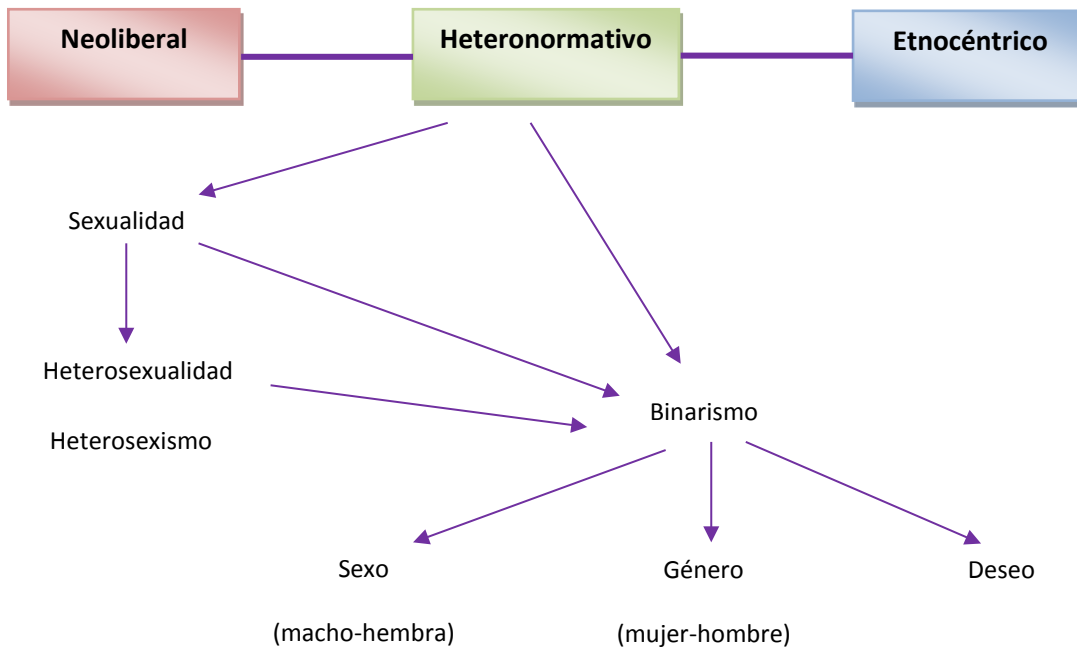 Neoliberal
Heteronormativo
Etnocéntrico
Sexualidad
Heterosexualidad
Heterosexismo
Binarismo
Sexo
Género
Deseo
(macho-hembra)
(mujer-hombre)